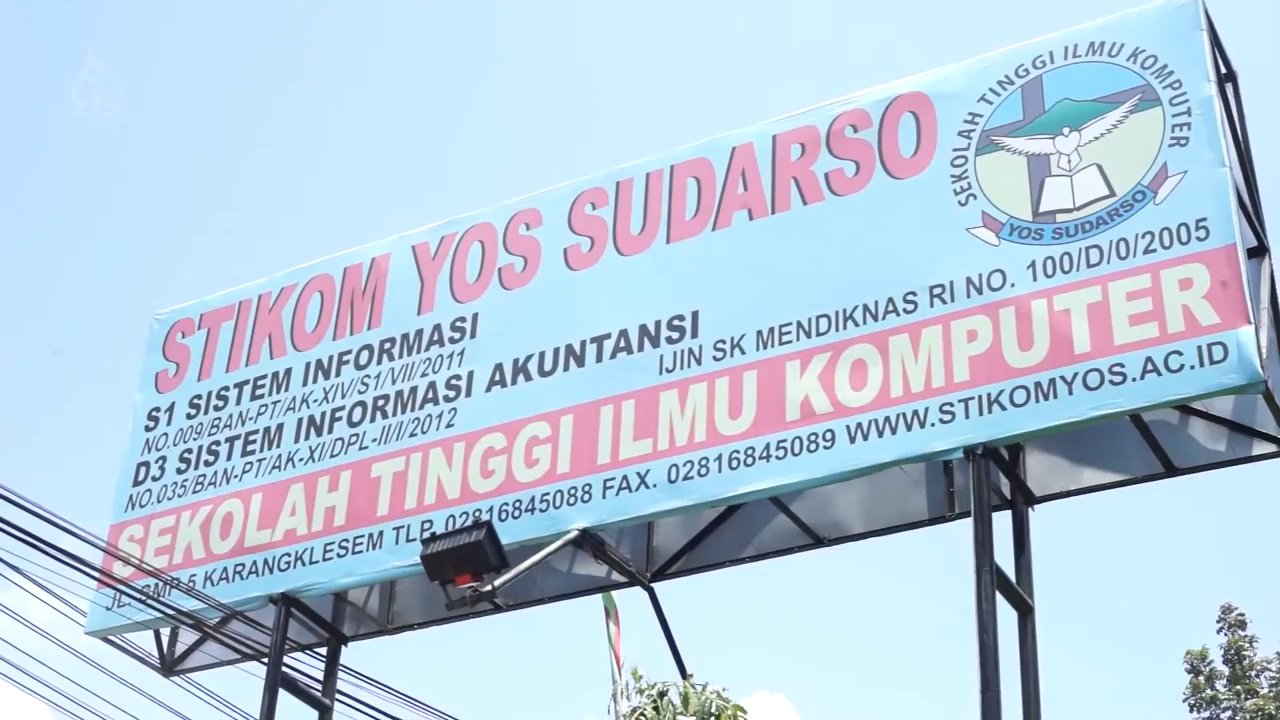 STIKOM YOS SUDARSO
S1 SISTEM INFORMASI
NO.009/BAN-PT/AK-XIV/S1/VII/2011
D3 SISTEM INFORMASI AKUNTANSI
NO.035/BAN-PT/AK-XI/DPL-II/I/2012
SEKOLAH TINGGI ILMU KOMPUTER
YOS SUDARSO
IJIN SK MENDIKNAS RI NO. 100/D/0/2005
SEKOLAH TINGGI ILMU KOMPUTER
JL. SMP 5 KARANGKLESEM TLP. 02816845088 FAX. 02816845089 WWW.STIKOMYOS.AC.ID